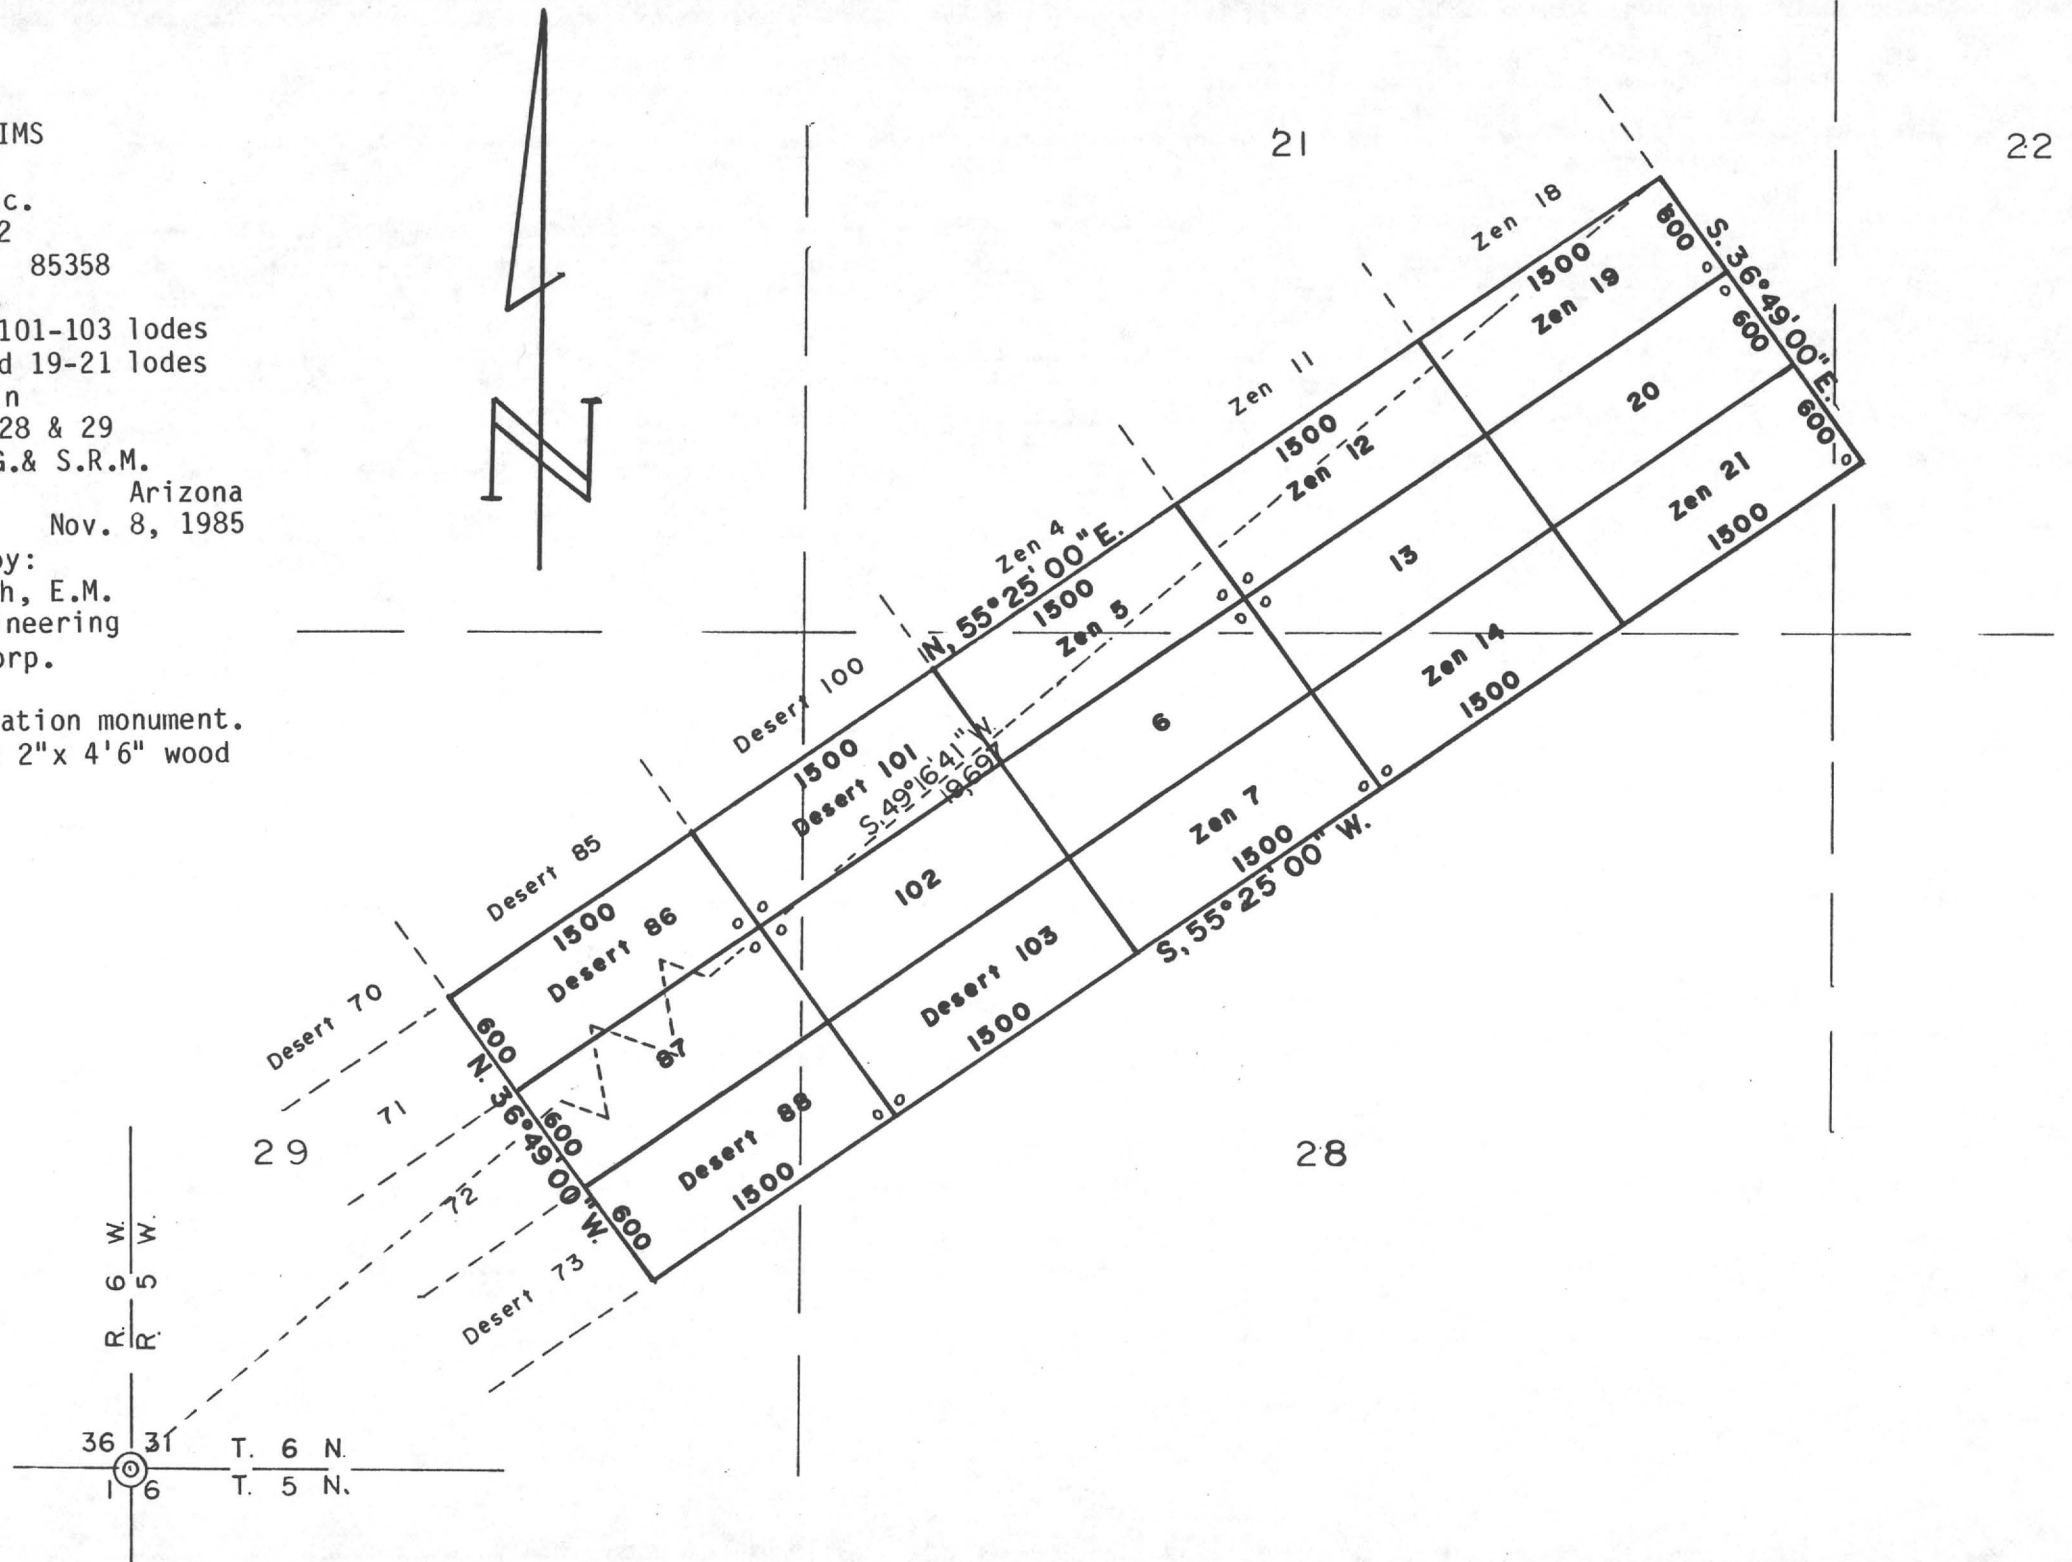 IMS
c.
2
85358
101-103 lodes
d 19-21 lodes
n
28 & 29
G.& S.R.M.
Arizona
Nov. 8, 1985
by:
h, E.M.
neering
orp.
ation monument.
2"x 4'6" wood
N
21
22
Zen 18
1500
Zen 19
600
S. 36°49'00"E.
600
600
Zen 11
1500
Zen 12
20
Zen 21
1500
Zen 4
N, 55°25'00"E.
1500
Zen 5
13
Zen 14
1500
Desert 100
1500
Desert 101
S. 49°16'41"W.
6
Zen 7
1500
S, 55°25'00" W.
Desert 85
1500
Desert 86
102
Desert 103
1500
Desert 70
600
N. 36°49'00"W.
600
600
87
Desert 88
1500
71
72
Desert 73
29
28
R. 6 W.
R. 5 W.
36 31
T. 6 N.
1 6
T. 5 N.